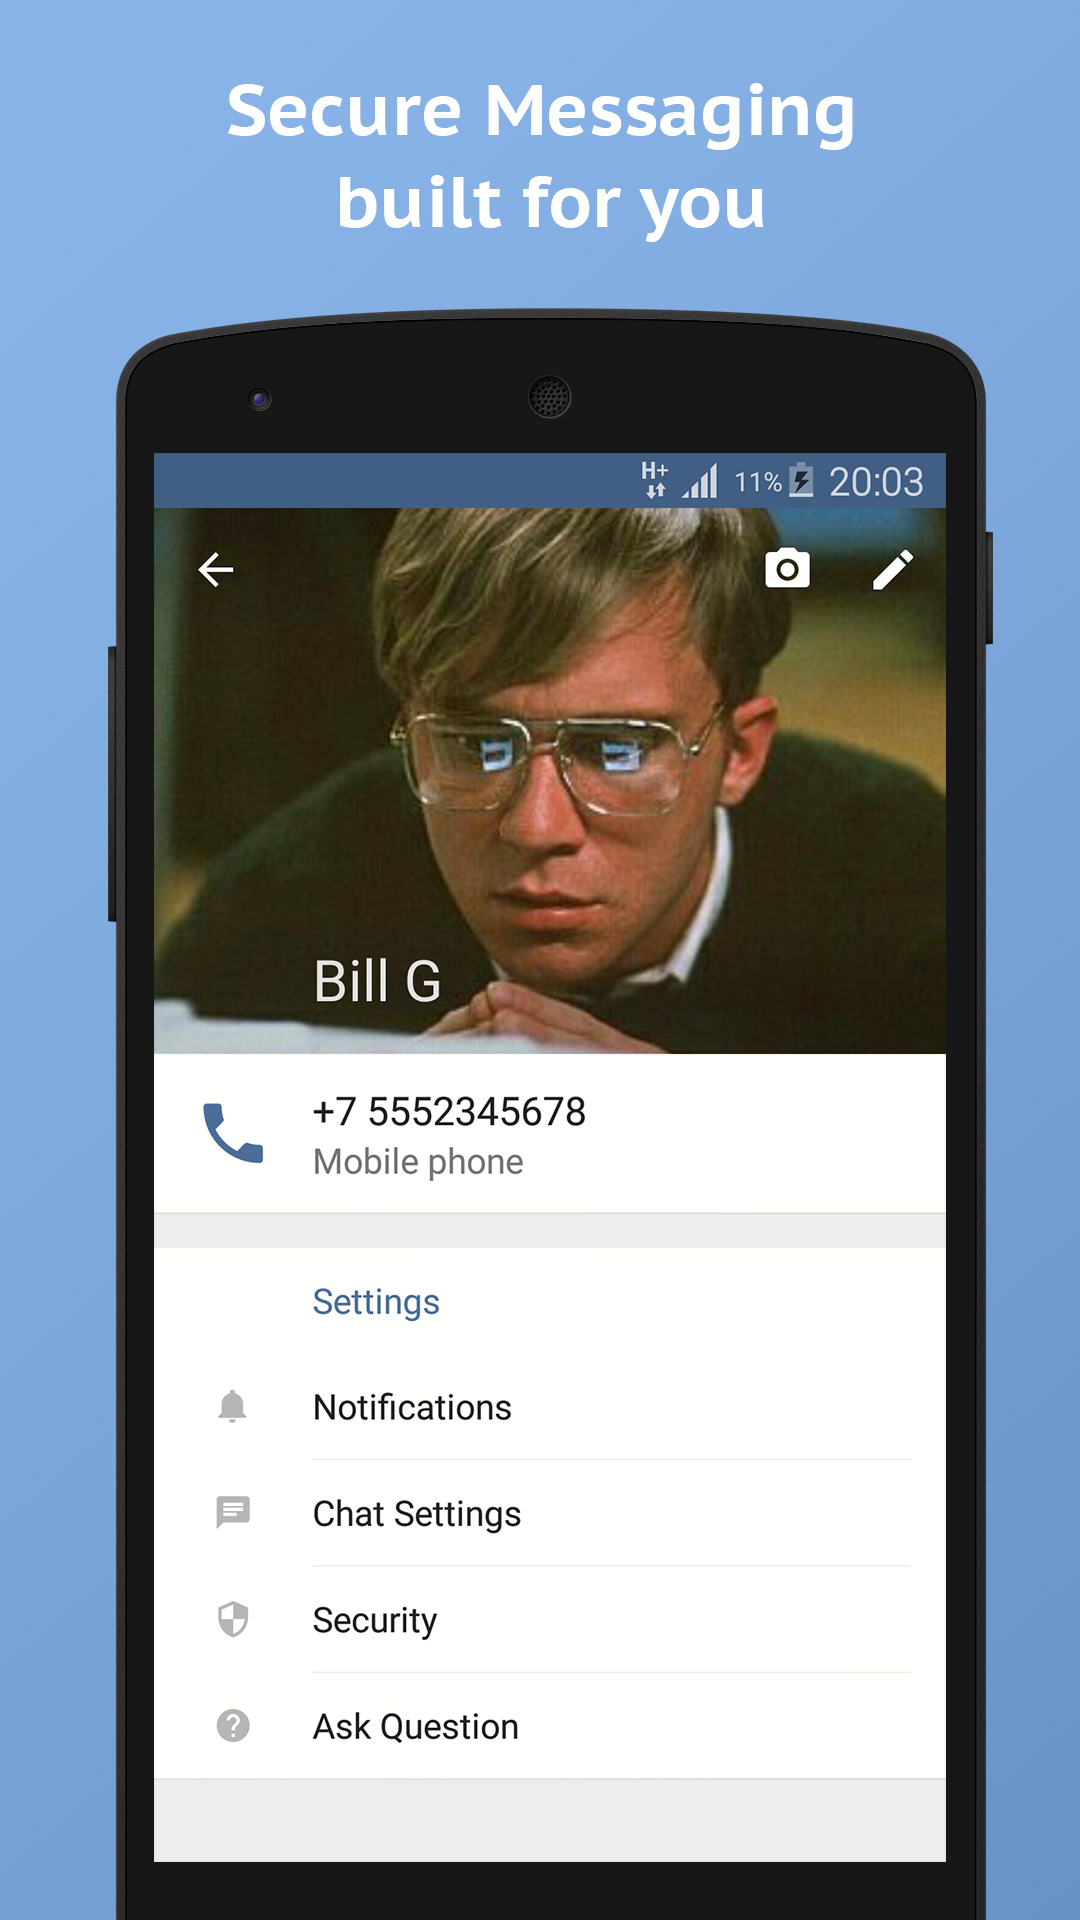 Secure Messaging
built for you
H+ 11% 20:03
Bill G
+7 5552345678
Mobile phone
Settings
Notifications
Chat Settings
Security
Ask Question